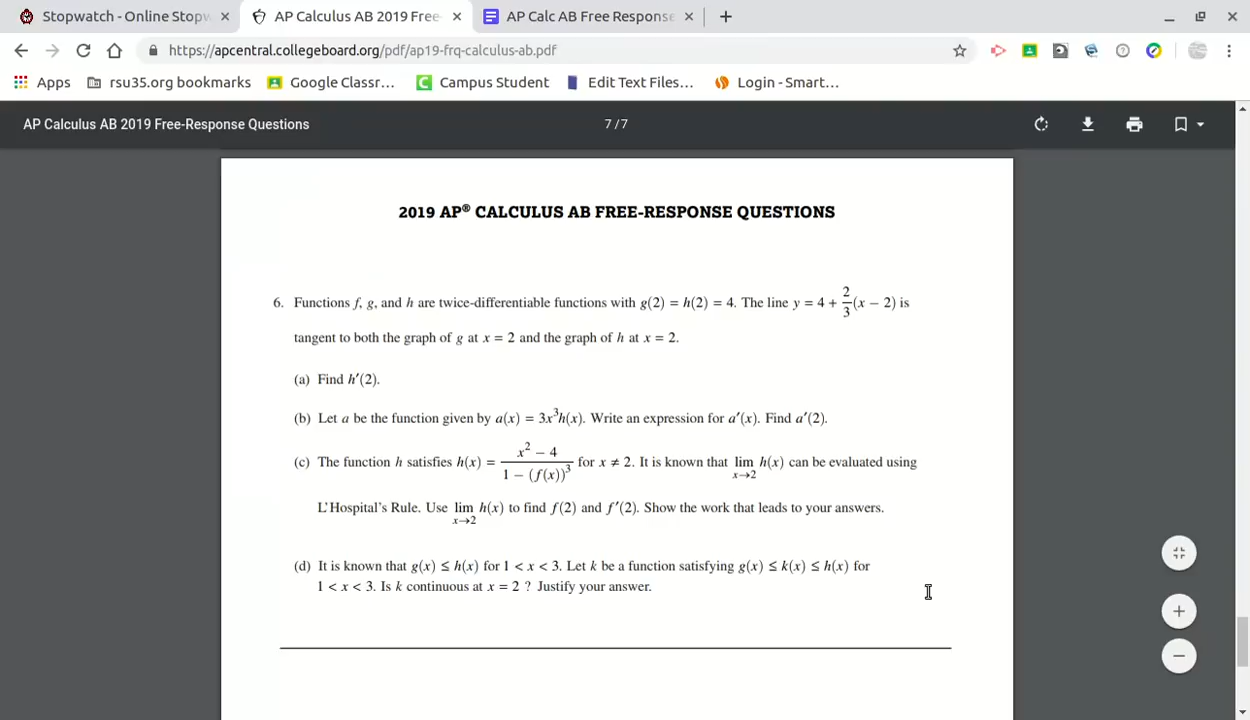 Stopwatch - Online Stopw
AP Calculus AB 2019 Free-
AP Calc AB Free Response
https://apcentral.collegeboard.org/pdf/ap19-frq-calculus-ab.pdf
Apps rsu35.org bookmarks Google Classr... Campus Student Edit Text Files... Login - Smart...
AP Calculus AB 2019 Free-Response Questions 7 / 7
2019 AP® CALCULUS AB FREE-RESPONSE QUESTIONS
6. Functions f, g, and h are twice-differentiable functions with g(2) = h(2) = 4. The line y = 4 + 2/3(x − 2) is
tangent to both the graph of g at x = 2 and the graph of h at x = 2.
(a) Find h′(2).
(b) Let a be the function given by a(x) = 3x³h(x). Write an expression for a′(x). Find a′(2).
(c) The function h satisfies h(x) = (x² − 4)/(1 − (f(x))³) for x ≠ 2. It is known that lim x→2 h(x) can be evaluated using
L'Hospital's Rule. Use lim x→2 h(x) to find f(2) and f′(2). Show the work that leads to your answers.
(d) It is known that g(x) ≤ h(x) for 1 < x < 3. Let k be a function satisfying g(x) ≤ k(x) ≤ h(x) for
1 < x < 3. Is k continuous at x = 2 ? Justify your answer.